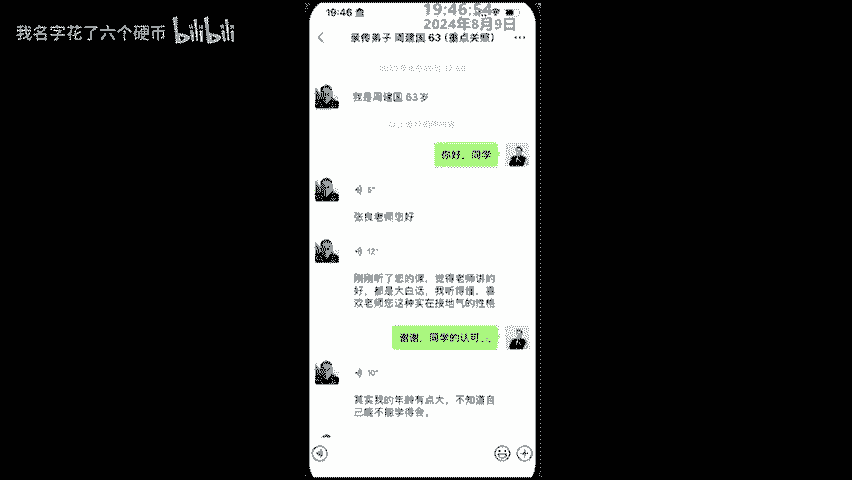 我名字花了六个硬币 bilibili
19:46
19:46:54
2024年8月9日
亲传弟子 周建国 63 (重点关照)
我是周建国 63 岁
你好，同学
6"
张良老师您好
12"
刚刚听了您的课，觉得老师讲的
好，都是大白话，我听得懂，喜
欢老师您这种实在接地气的性格
谢谢，同学的认可...
10"
其实我的年龄有点大，不知道自
己能不能学得会。